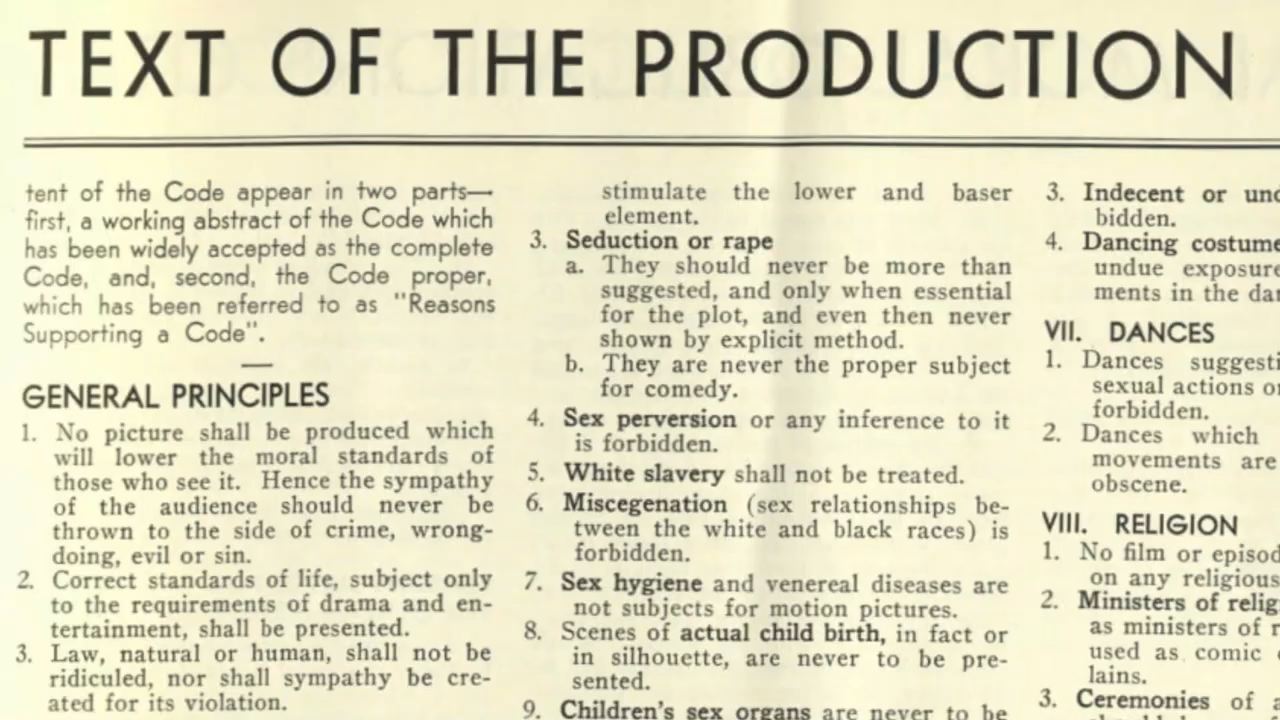 TEXT OF THE PRODUCTION
tent of the Code appear in two parts—
first, a working abstract of the Code which
has been widely accepted as the complete
Code, and, second, the Code proper,
which has been referred to as "Reasons
Supporting a Code".
GENERAL PRINCIPLES
1. No picture shall be produced which
will lower the moral standards of
those who see it. Hence the sympathy
of the audience should never be
thrown to the side of crime, wrong-
doing, evil or sin.
2. Correct standards of life, subject only
to the requirements of drama and en-
tertainment, shall be presented.
3. Law, natural or human, shall not be
ridiculed, nor shall sympathy be cre-
ated for its violation.
stimulate the lower and baser
element.
3. Seduction or rape
a. They should never be more than
suggested, and only when essential
for the plot, and even then never
shown by explicit method.
b. They are never the proper subject
for comedy.
4. Sex perversion or any inference to it
is forbidden.
5. White slavery shall not be treated.
6. Miscegenation (sex relationships be-
tween the white and black races) is
forbidden.
7. Sex hygiene and venereal diseases are
not subjects for motion pictures.
8. Scenes of actual child birth, in fact or
in silhouette, are never to be pre-
sented.
9. Children's sex organs are never to be
3. Indecent or
bidden.
4. Dancing
undue
ments in the
VII. DANCES
1. Dances
sexual actions
forbidden.
2. Dances which
movements are
obscene.
VIII. RELIGION
1. No film or
on any religious
2. Ministers of
as ministers of
used as comic
lains.
3. Ceremonies of